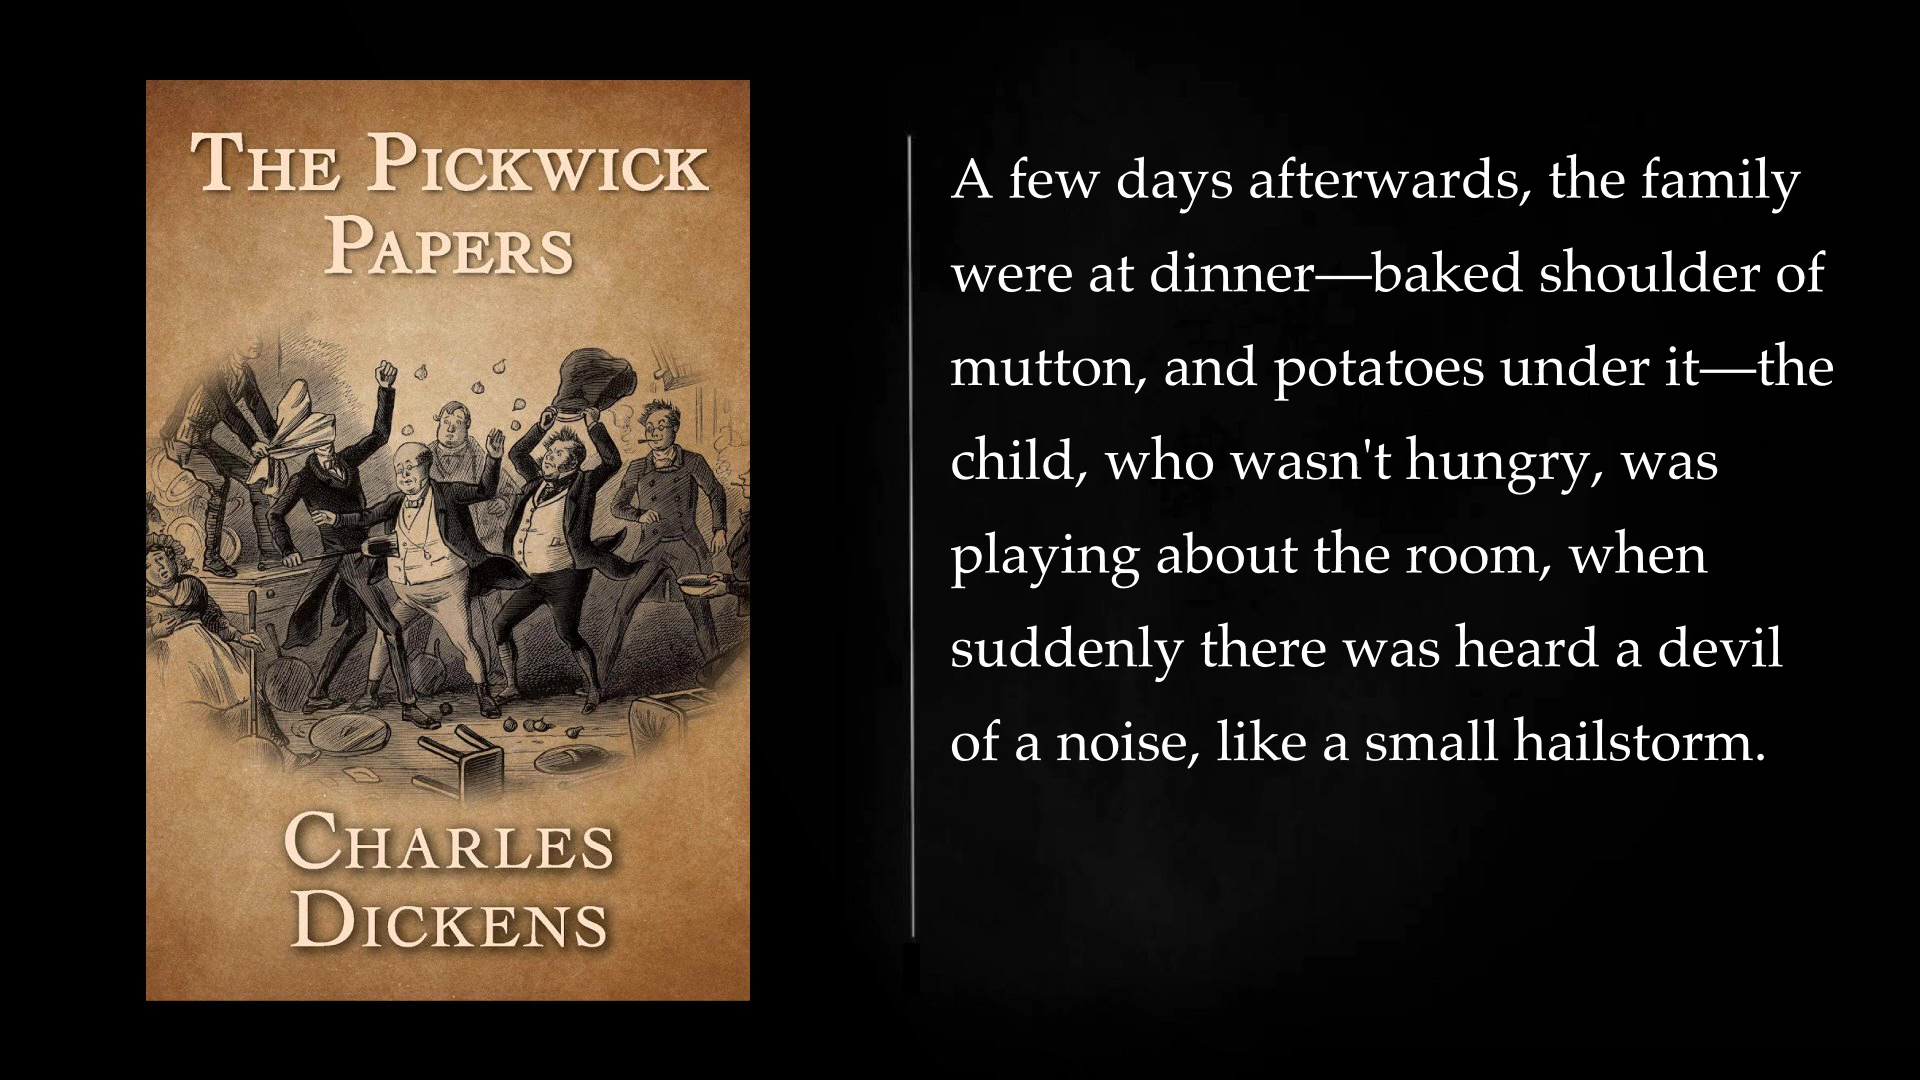 The Pickwick
Papers
Charles
Dickens
A few days afterwards, the family
were at dinner—baked shoulder of
mutton, and potatoes under it—the
child, who wasn't hungry, was
playing about the room, when
suddenly there was heard a devil
of a noise, like a small hailstorm.